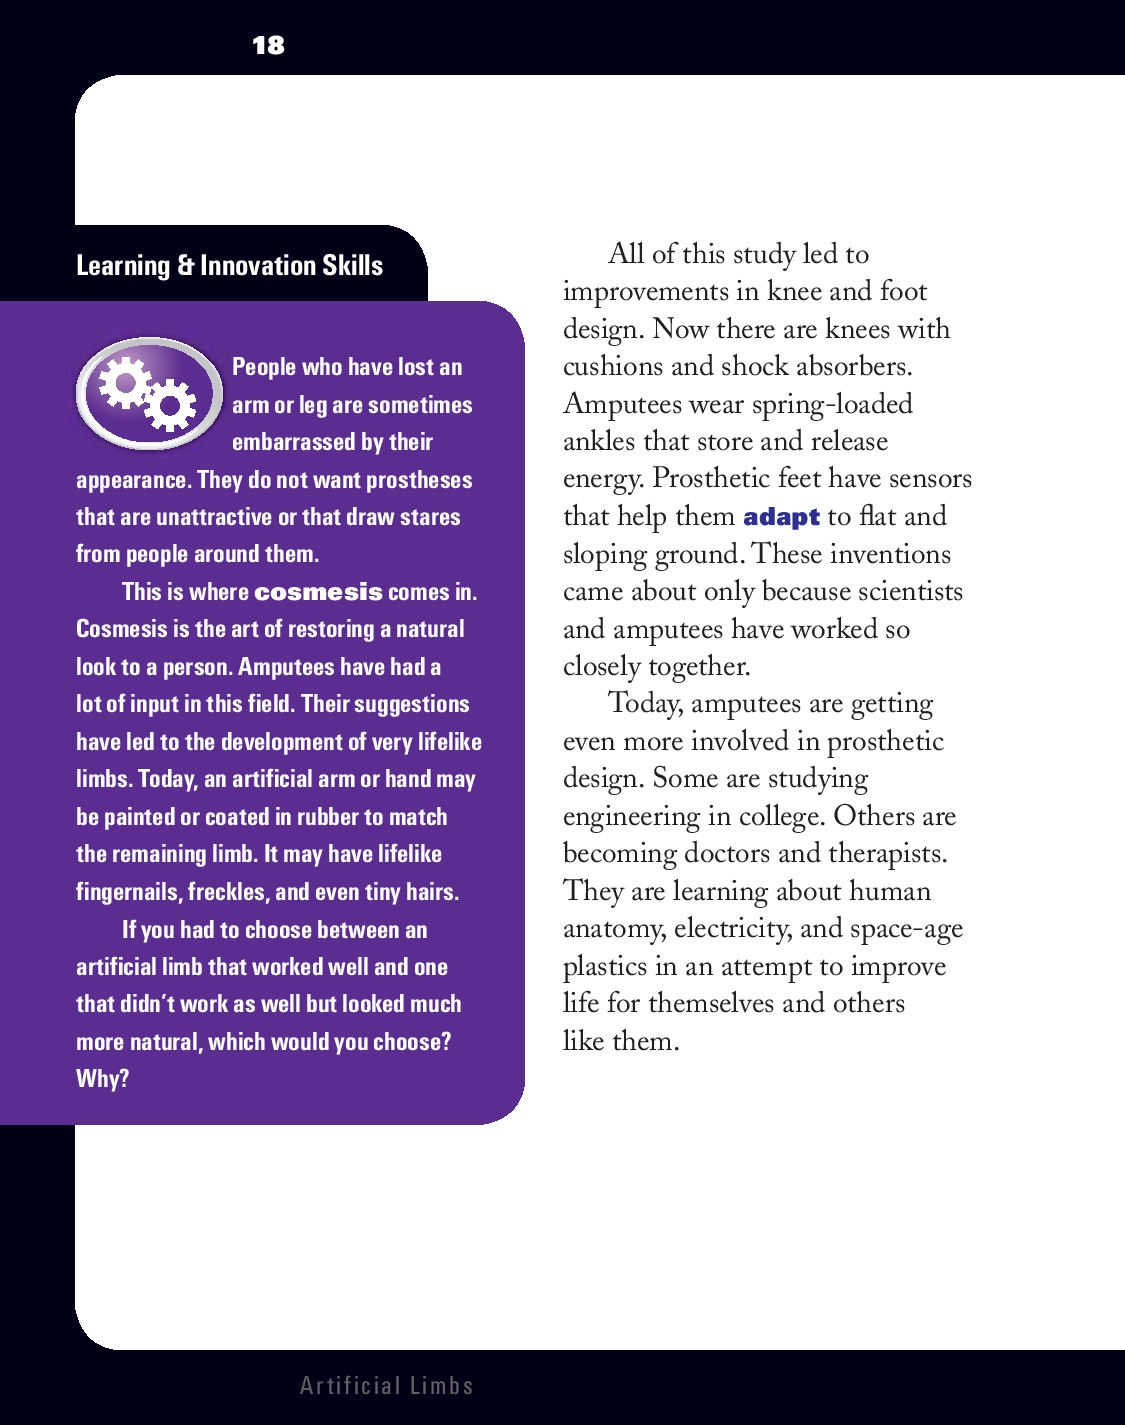 18
Learning & Innovation Skills
People who have lost an
arm or leg are sometimes
embarrassed by their
appearance. They do not want prostheses
that are unattractive or that draw stares
from people around them.
This is where cosmesis comes in.
Cosmesis is the art of restoring a natural
look to a person. Amputees have had a
lot of input in this field. Their suggestions
have led to the development of very lifelike
limbs. Today, an artificial arm or hand may
be painted or coated in rubber to match
the remaining limb. It may have lifelike
fingernails, freckles, and even tiny hairs.
If you had to choose between an
artificial limb that worked well and one
that didn’t work as well but looked much
more natural, which would you choose?
Why?
All of this study led to
improvements in knee and foot
design. Now there are knees with
cushions and shock absorbers.
Amputees wear spring-loaded
ankles that store and release
energy. Prosthetic feet have sensors
that help them adapt to flat and
sloping ground. These inventions
came about only because scientists
and amputees have worked so
closely together.
Today, amputees are getting
even more involved in prosthetic
design. Some are studying
engineering in college. Others are
becoming doctors and therapists.
They are learning about human
anatomy, electricity, and space-age
plastics in an attempt to improve
life for themselves and others
like them.
Artificial Limbs